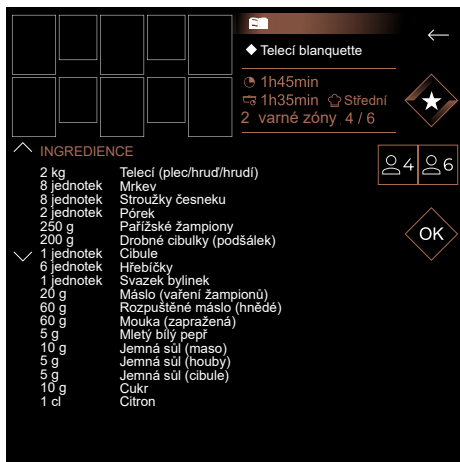 Telecí blanquette
1h45min
1h35min Střední
2 varné zóny 4 / 6
INGREDIENCE
4 6
2 kg Telecí (plec/hruď/hrudí)
8 jednotek Mrkev
8 jednotek Stroužky česneku
2 jednotek Pórek
250 g Pařížské žampiony
200 g Drobné cibulky (podšálek)
1 jednotek Cibule
6 jednotek Hřebíčky
1 jednotek Svazek bylinek
20 g Máslo (vaření žampionů)
60 g Rozpuštěné máslo (hnědé)
60 g Mouka (zapražená)
5 g Mletý bílý pepř
10 g Jemná sůl (maso)
5 g Jemná sůl (houby)
5 g Jemná sůl (cibule)
10 g Cukr
1 cl Citron
OK